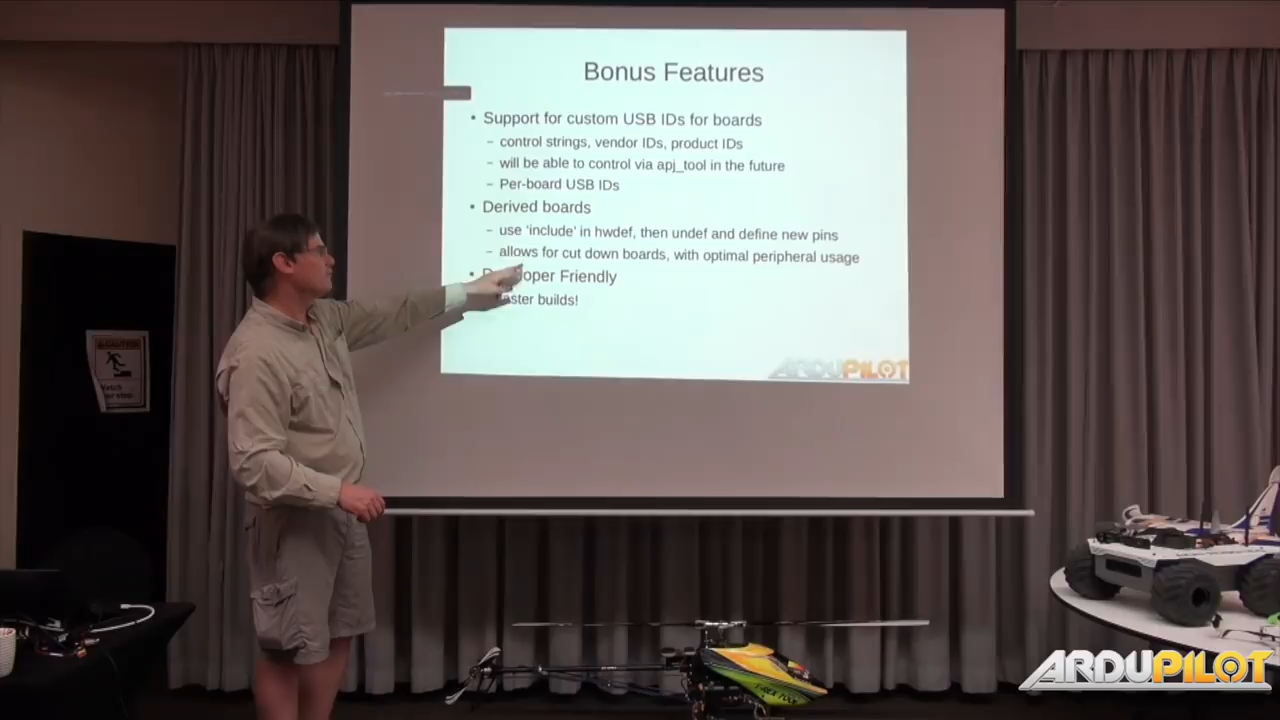 Bonus Features
• Support for custom USB IDs for boards
– control strings, vendor IDs, product IDs
– will be able to control via apj_tool in the future
– Per-board USB IDs
• Derived boards
– use 'include' in hwdef, then undef and define new pins
– allows for cut down boards, with optimal peripheral usage
• Friendly
builds!
ARDUPILOT
CAUTION
T-REX
ARDUPILOT